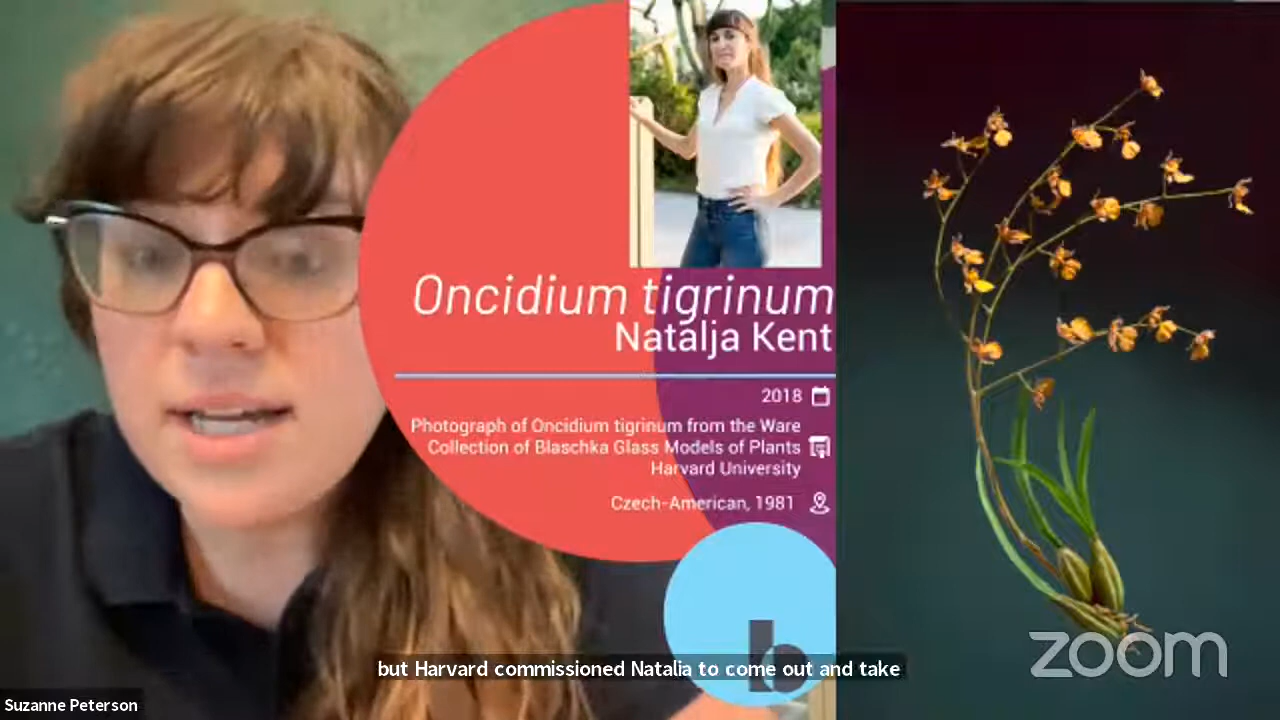 Oncidium tigrinum
Natalja Kent
2018
Photograph of Oncidium tigrinum from the Ware
Collection of Blaschka Glass Models of Plants
Harvard University
Czech-American, 1981
b
but Harvard commissioned Natalia to come out and take
zoom
Suzanne Peterson